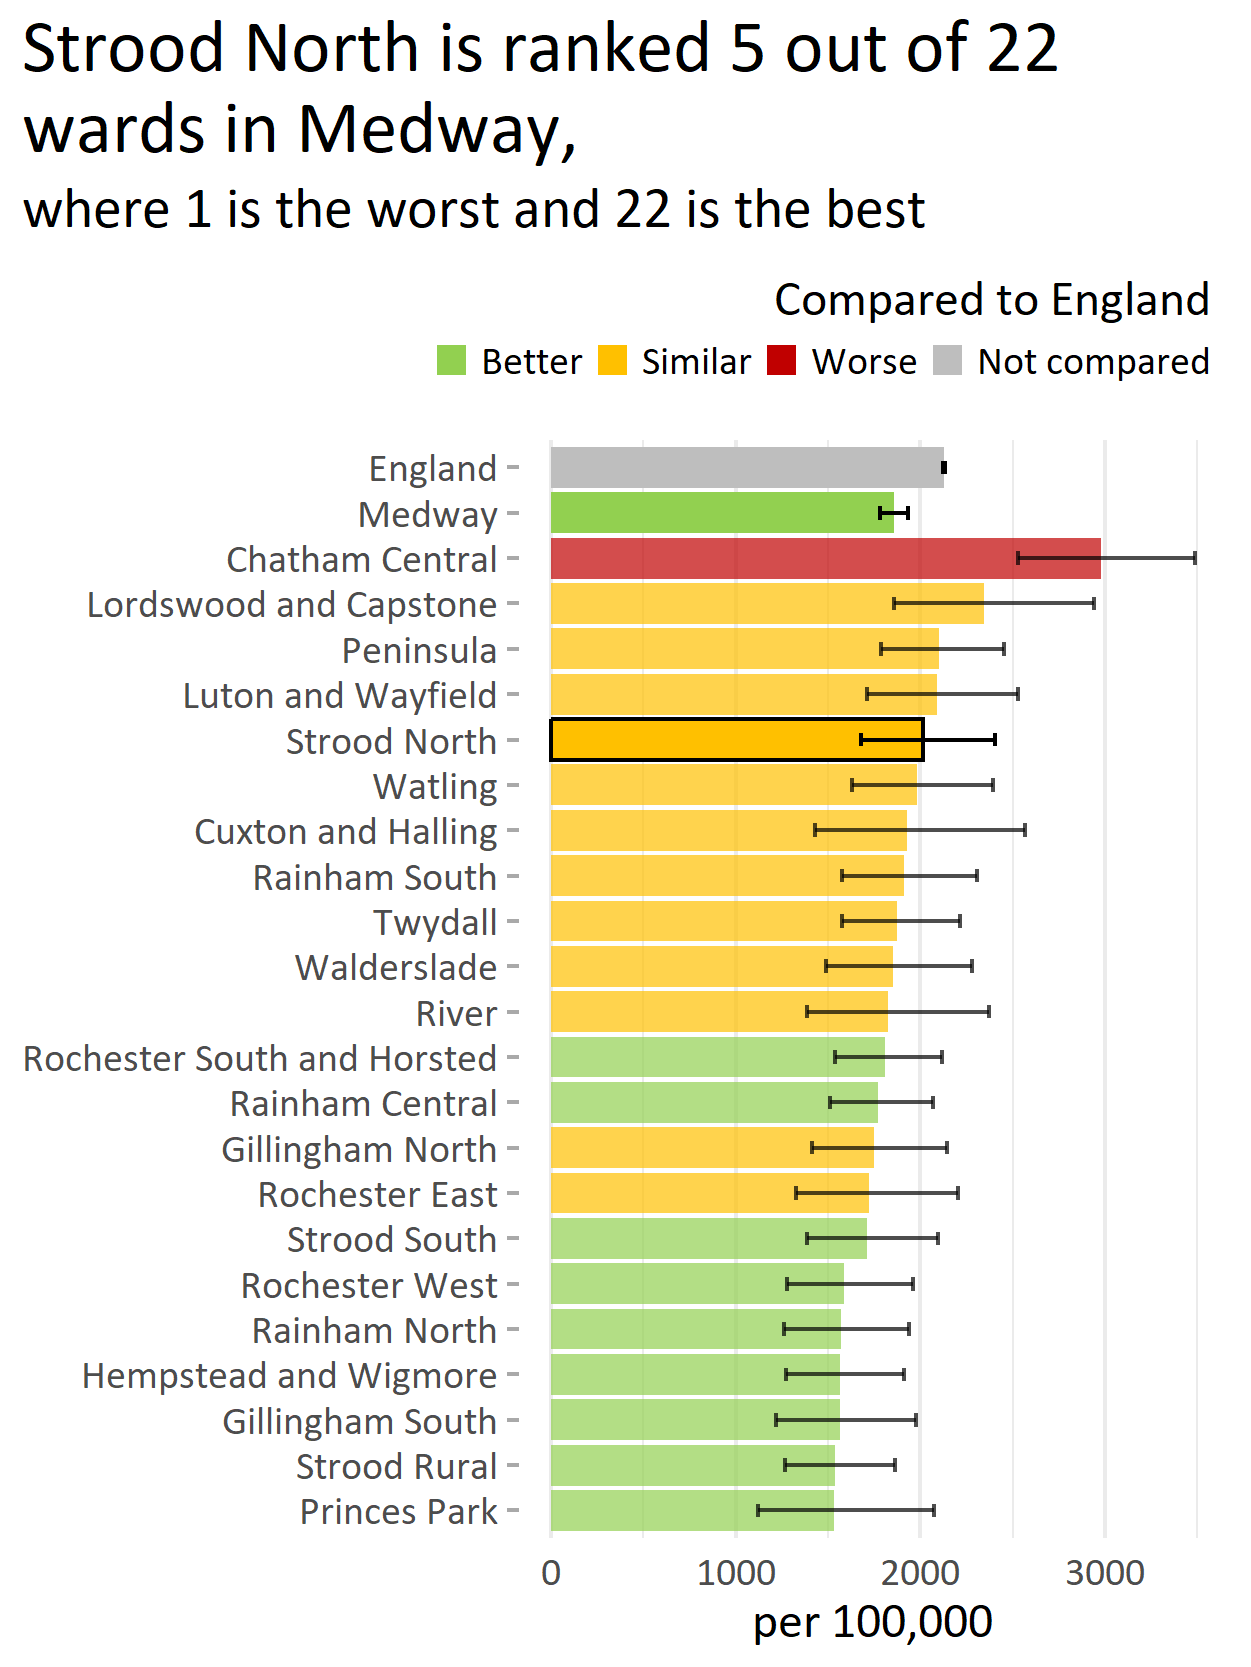 Strood North is ranked 5 out of 22
wards in Medway,
where 1 is the worst and 22 is the best
Compared to England
Better Similar Worse Not compared
England
Medway
Chatham Central
Lordswood and Capstone
Peninsula
Luton and Wayfield
Strood North
Watling
Cuxton and Halling
Rainham South
Twydall
Walderslade
River
Rochester South and Horsted
Rainham Central
Gillingham North
Rochester East
Strood South
Rochester West
Rainham North
Hempstead and Wigmore
Gillingham South
Strood Rural
Princes Park
0 1000 2000 3000
per 100,000